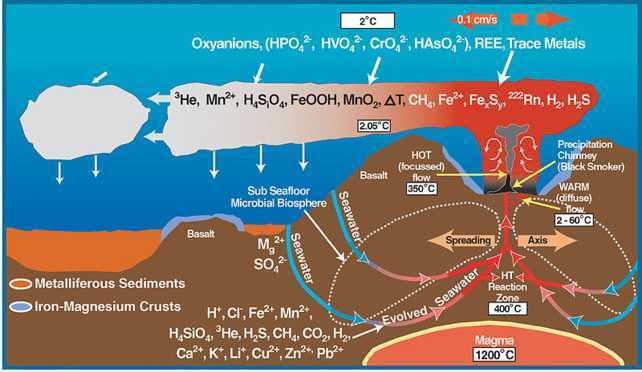 2°C
0.1 cm/s
Oxyanions, (HPO₄²⁻, HVO₄²⁻, CrO₄²⁻, HAsO₄²⁻), REE, Trace Metals
³He, Mn²⁺, H₄SiO₄, FeOOH, MnO₂, ΔT, CH₄, Fe²⁺, FeₓSᵧ, ²²²Rn, H₂, H₂S
2.05°C
Precipitation
Chimney
(Black Smoker)
HOT
(focussed)
flow
350°C
Basalt
WARM
(diffuse)
flow
2 - 60°C
Sub Seafloor
Microbial Biosphere
Basalt
Seawater
Seawater
Mg²⁺
SO₄²⁻
Spreading
Axis
Metalliferous Sediments
Iron-Magnesium Crusts
HT
Reaction
Zone
400°C
Evolved Seawater
H⁺, Cl⁻, Fe²⁺, Mn²⁺,
H₄SiO₄, ³He, H₂S, CH₄, CO₂, H₂,
Ca²⁺, K⁺, Li⁺, Cu²⁺, Zn²⁺, Pb²⁺
Magma
1200°C